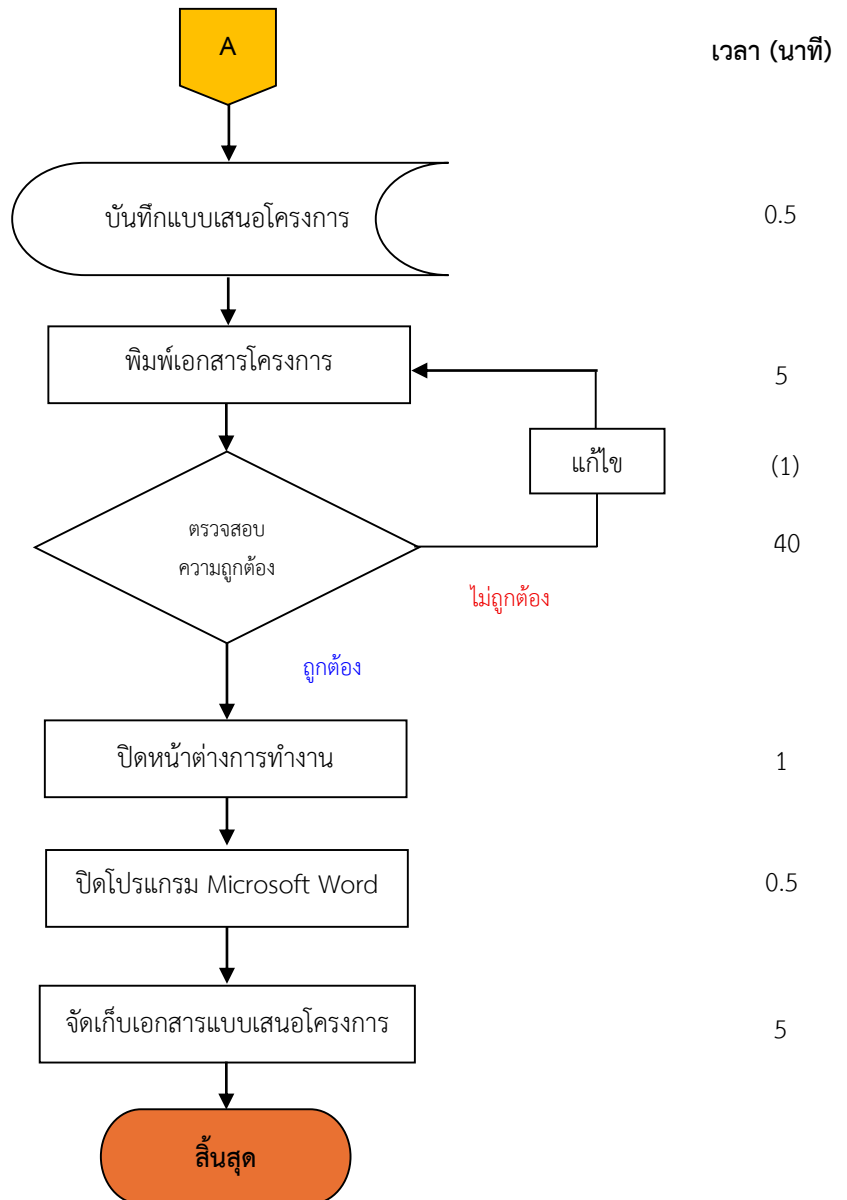 A
เวลา (นาที)
บันทึกแบบเสนอโครงการ
0.5
พิมพ์เอกสารโครงการ
5
แก้ไข
(1)
ตรวจสอบ
ความถูกต้อง
40
ไม่ถูกต้อง
ถูกต้อง
ปิดหน้าต่างการทำงาน
1
ปิดโปรแกรม Microsoft Word
0.5
จัดเก็บเอกสารแบบเสนอโครงการ
5
สิ้นสุด